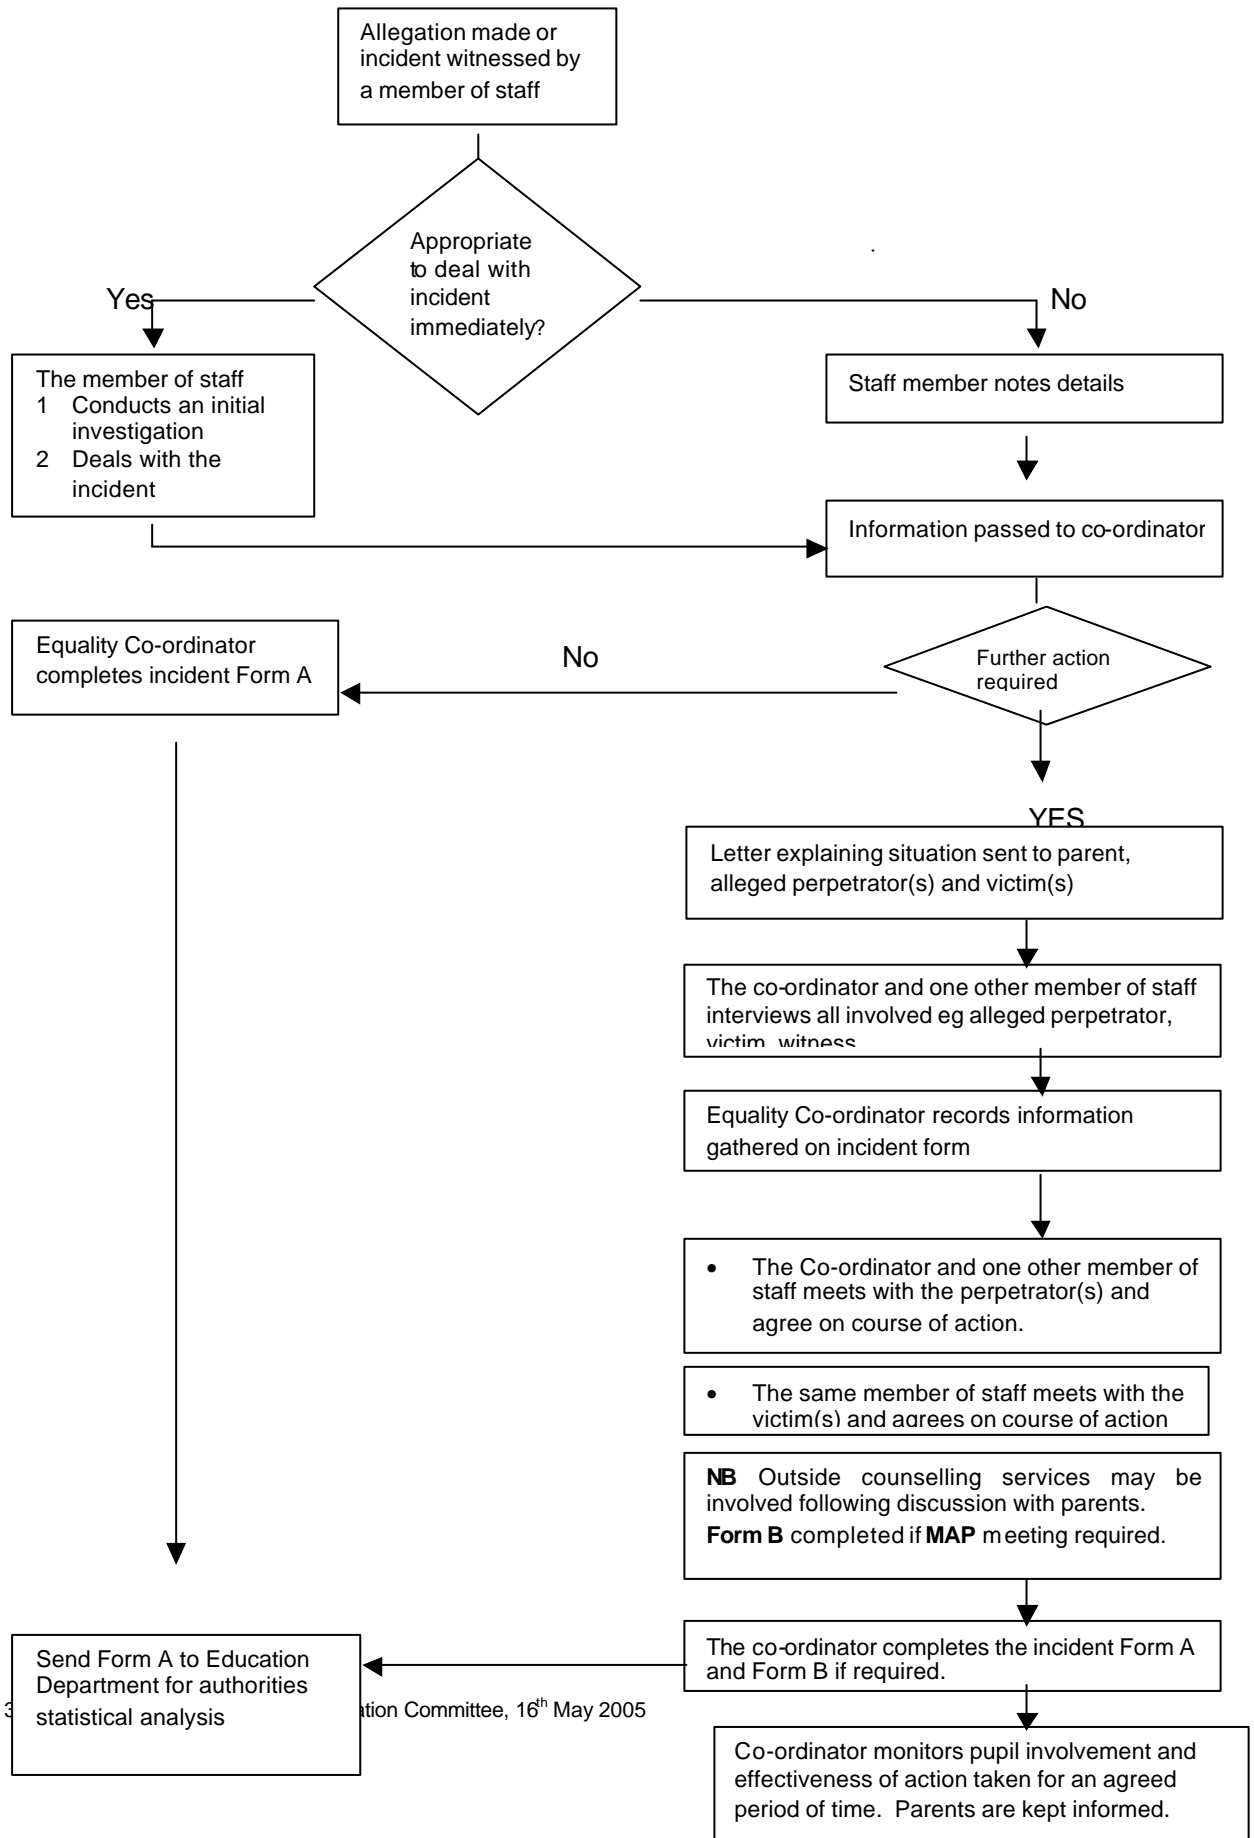 Allegation made or
incident witnessed by
a member of staff
Appropriate
to deal with
incident
immediately?
Yes
No
The member of staff
1 Conducts an initial
investigation
2 Deals with the
incident
Staff member notes details
Information passed to co-ordinator
Equality Co-ordinator
completes incident Form A
No
Further action
required
YES
Letter explaining situation sent to parent,
alleged perpetrator(s) and victim(s)
The co-ordinator and one other member of staff
interviews all involved eg alleged perpetrator,
victim, witness
Equality Co-ordinator records information
gathered on incident form
• The Co-ordinator and one other member of
staff meets with the perpetrator(s) and
agree on course of action.
• The same member of staff meets with the
victim(s) and agrees on course of action
NB Outside counselling services may be
involved following discussion with parents.
Form B completed if MAP meeting required.
The co-ordinator completes the incident Form A
and Form B if required.
Send Form A to Education
Department for authorities
statistical analysis
Committee, 16th May 2005
Co-ordinator monitors pupil involvement and
effectiveness of action taken for an agreed
period of time. Parents are kept informed.